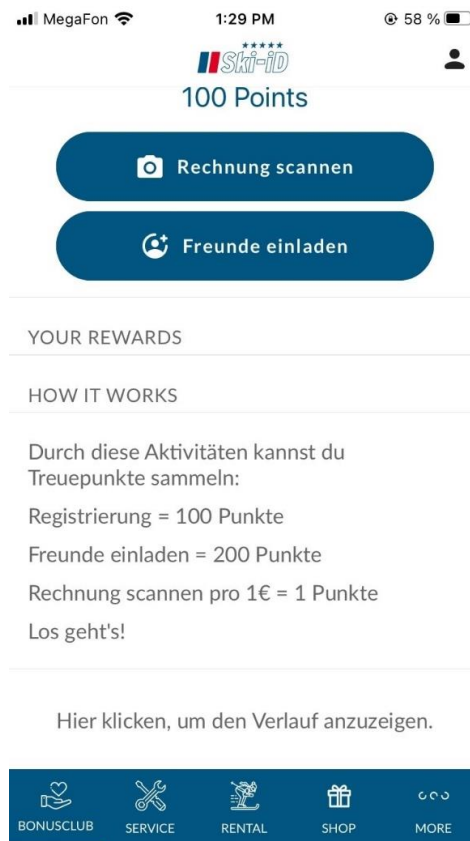 MegaFon 1:29 PM 58 %
Ski-iD
100 Points
Rechnung scannen
Freunde einladen
YOUR REWARDS
HOW IT WORKS
Durch diese Aktivitäten kannst du
Treuepunkte sammeln:
Registrierung = 100 Punkte
Freunde einladen = 200 Punkte
Rechnung scannen pro 1€ = 1 Punkte
Los geht's!
Hier klicken, um den Verlauf anzuzeigen.
BONUSCLUB SERVICE RENTAL SHOP MORE